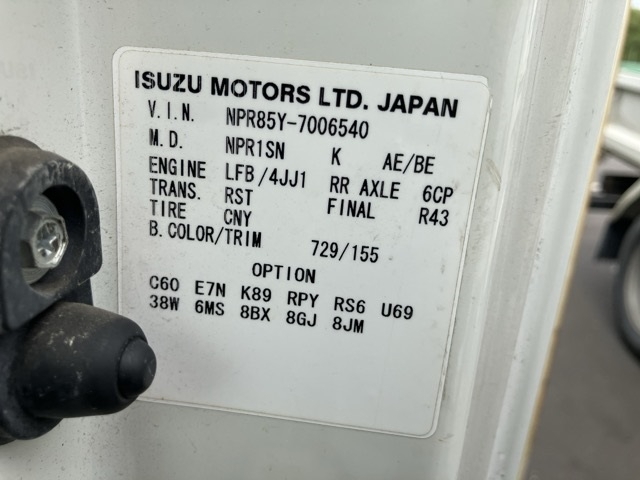 ISUZU MOTORS LTD. JAPAN
V.I.N. NPR85Y-7006540
M.D. NPR1SN K AE/BE
ENGINE LFB/4JJ1 RR AXLE 6CP
TRANS. RST FINAL R43
TIRE CNY
B.COLOR/TRIM 729/155
OPTION
C60 E7N K89 RPY RS6 U69
38W 6MS 8BX 8GJ 8JM